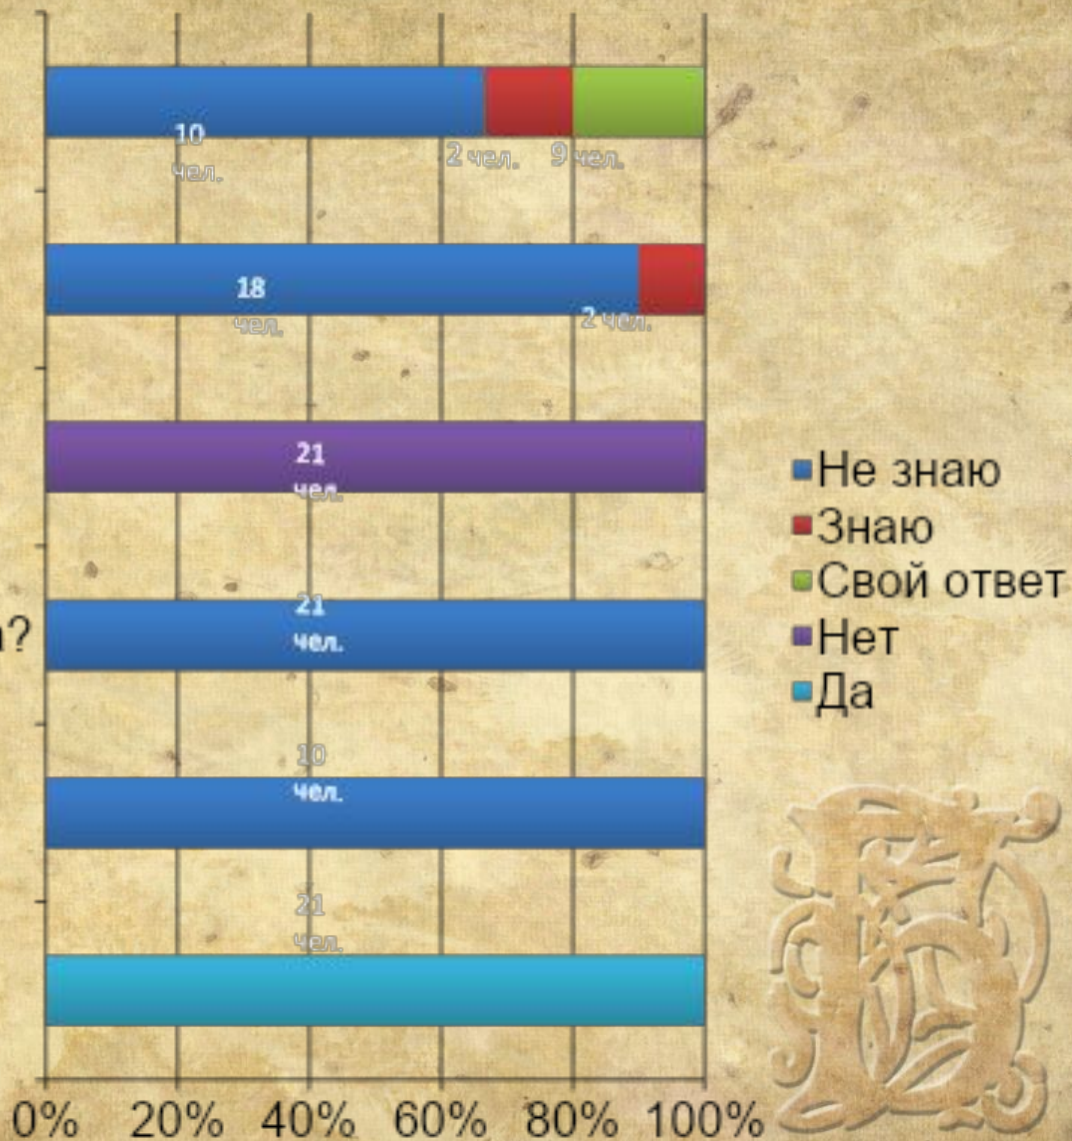 10
чел.
2 чел. 9 чел.
18
чел.
2 чел.
21
чел.
?
21
чел.
10
чел.
21
чел.
0% 20% 40% 60% 80% 100%
Не знаю
Знаю
Свой ответ
Нет
Да